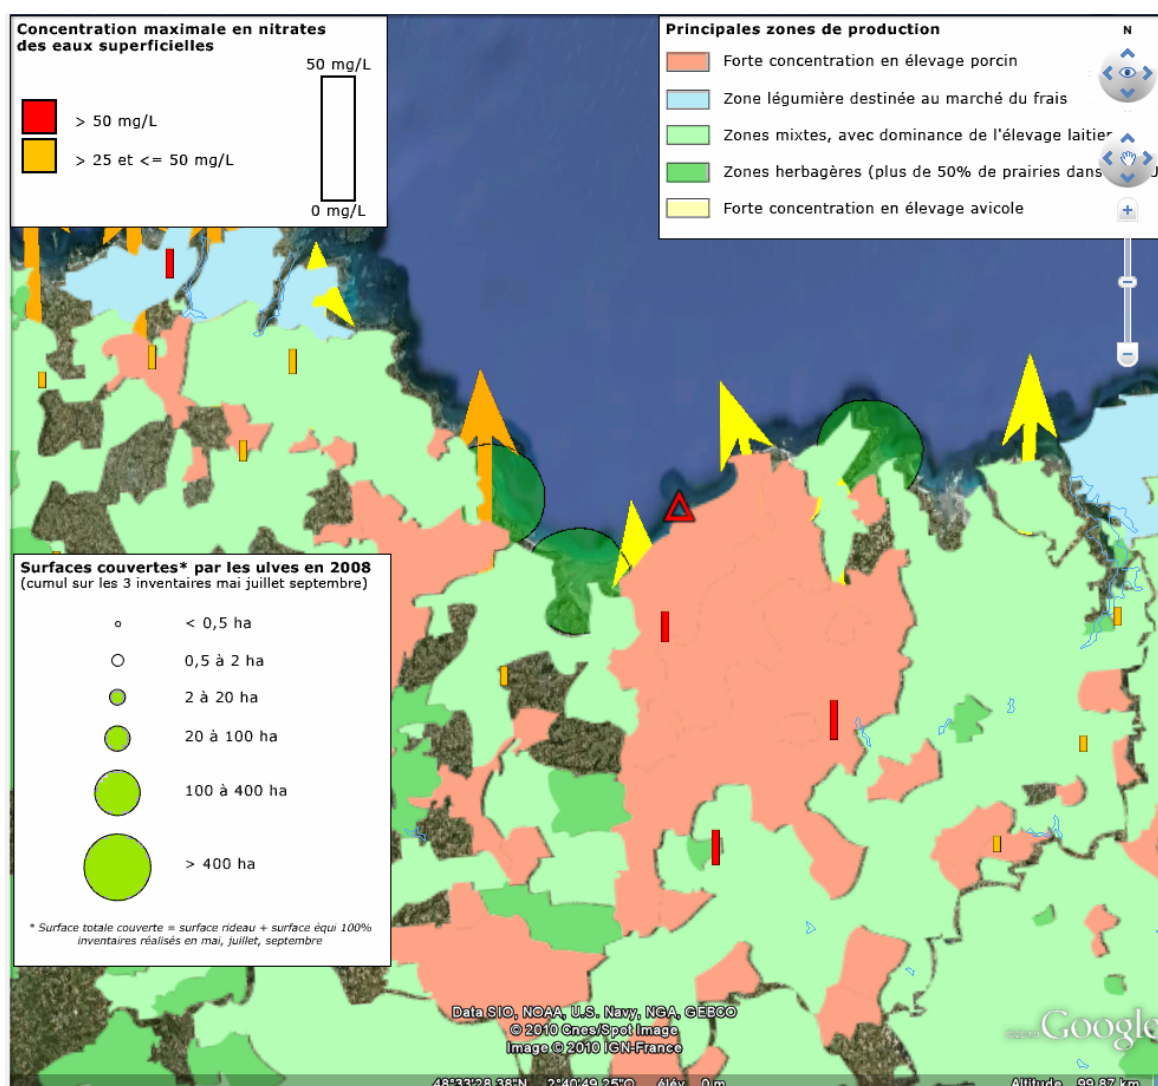 Concentration maximale en nitrates
des eaux superficielles
50 mg/L
> 50 mg/L
> 25 et <= 50 mg/L
0 mg/L
Principales zones de production
N
Forte concentration en élevage porcin
Zone légumière destinée au marché du frais
Zones mixtes, avec dominance de l'élevage laitier
Zones herbagères (plus de 50% de prairies dans
Forte concentration en élevage avicole
Surfaces couvertes* par les ulves en 2008
(cumul sur les 3 inventaires mai juillet septembre)
< 0,5 ha
0,5 à 2 ha
2 à 20 ha
20 à 100 ha
100 à 400 ha
> 400 ha
* Surface totale couverte = surface rideau + surface équi 100%
inventaires réalisés en mai, juillet, septembre
Data SIO, NOAA, U.S. Navy, NGA, GEBCO
© 2010 Cnes/Spot Image
Image © 2010 IGN-France
Google
48°33'28.38"N 2°40'49.25"O élév. 0 m
Altitude 99.87 km